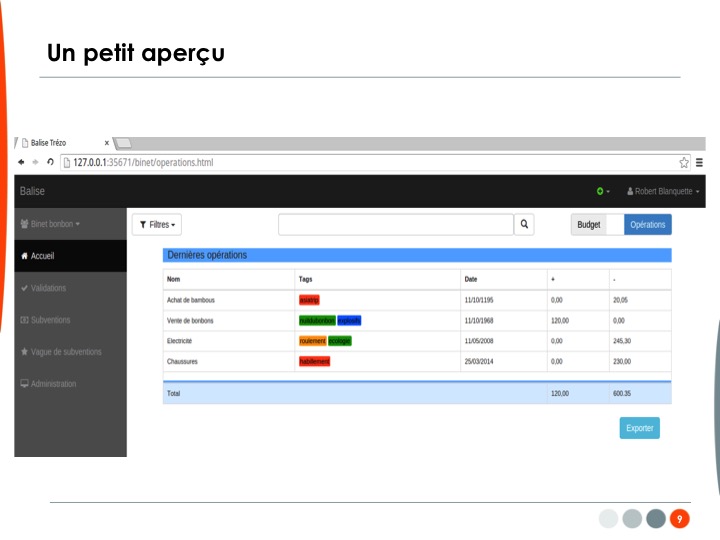 Un petit aperçu
Balise Trézo x
127.0.0.1:35671/binet/operations.html
Balise
Robert Blanquette
Binet bonbon
Filtres
Budget
Opérations
Accueil
Validations
Subventions
Vague de subventions
Administration
Dernières opérations
Nom Tags Date + -
Achat de bambous asiatrip 11/10/1195 0,00 20,05
Vente de bonbons 11/10/1968 120.00 0,00
Electricité roulement ecologie 11/05/2008 0,00 245,30
Chaussures habillement 25/03/2014 0,00 230,00
Total 120,00 600.35
Exporter
9